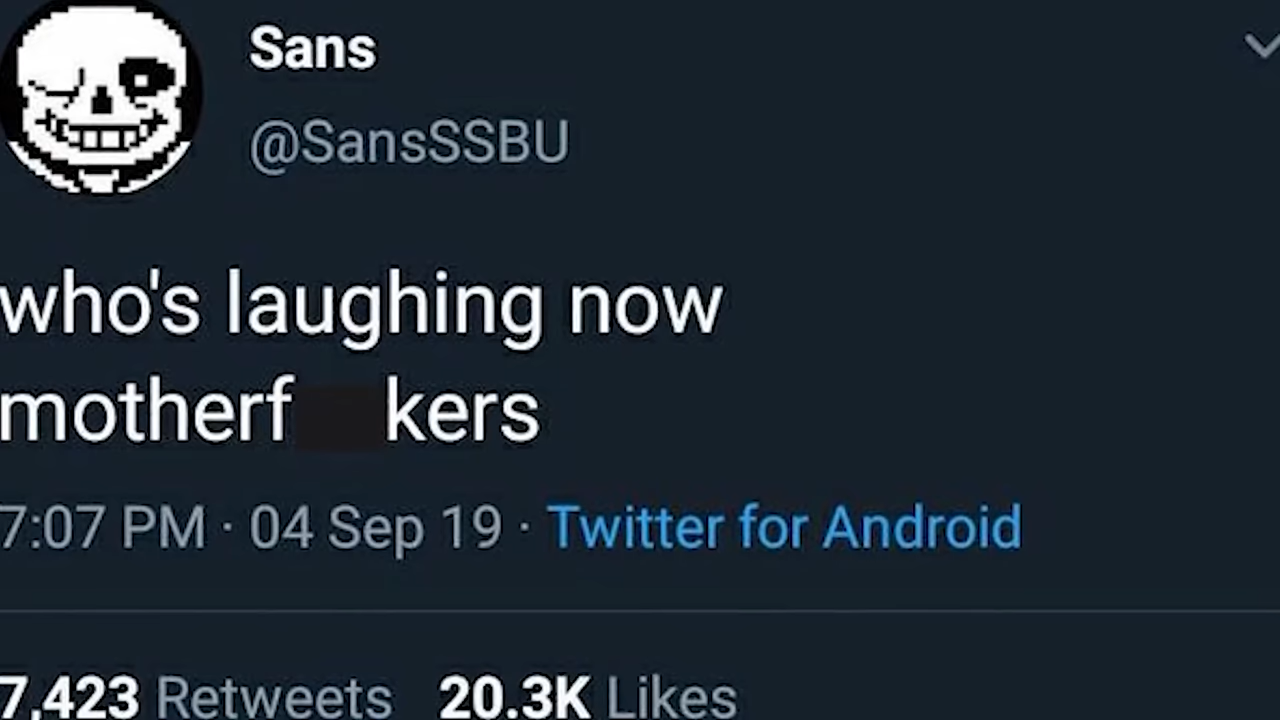 Sans
@SansSSBU
who's laughing now
motherf kers
7:07 PM · 04 Sep 19 · Twitter for Android
7,423 Retweets 20.3K Likes